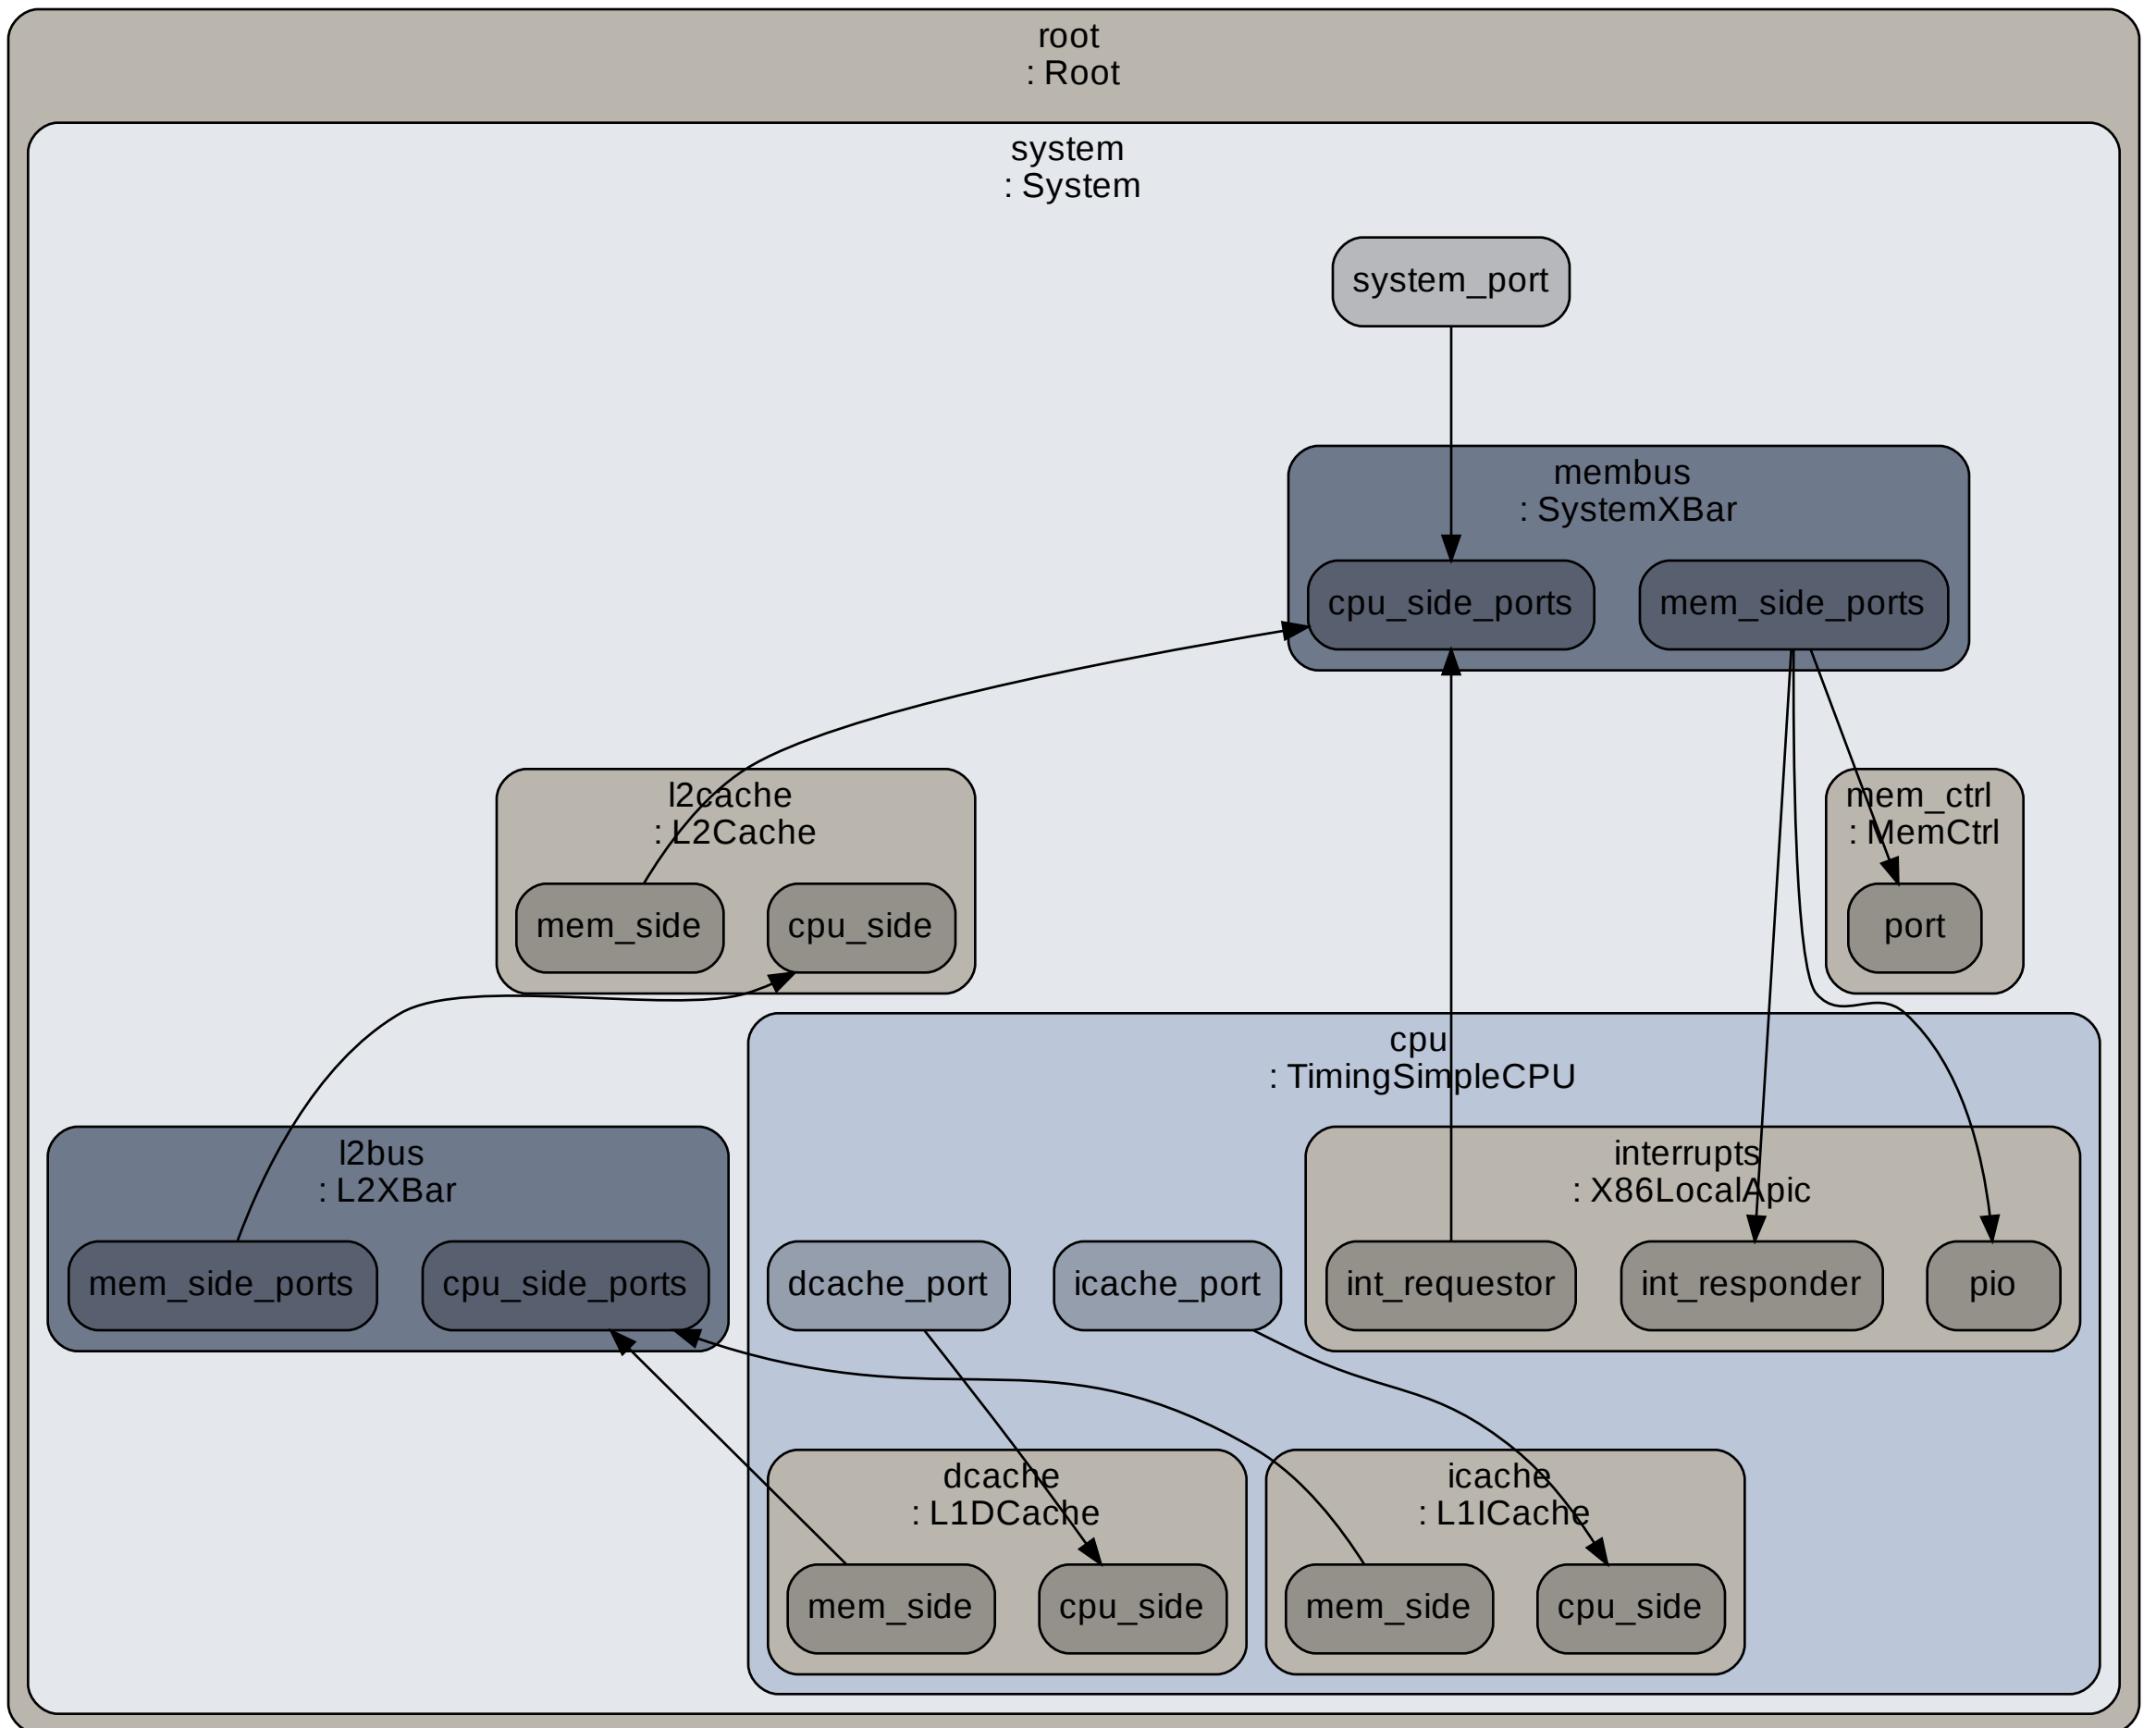 root
: Root
system
: System
system_port
membus
: SystemXBar
cpu_side_ports
mem_side_ports
l2cache
: L2Cache
mem_side
cpu_side
mem_ctrl
: MemCtrl
port
cpu
: TimingSimpleCPU
l2bus
: L2XBar
mem_side_ports
cpu_side_ports
dcache_port
icache_port
interrupts
: X86LocalApic
int_requestor
int_responder
pio
dcache
: L1DCache
mem_side
cpu_side
icache
: L1ICache
mem_side
cpu_side